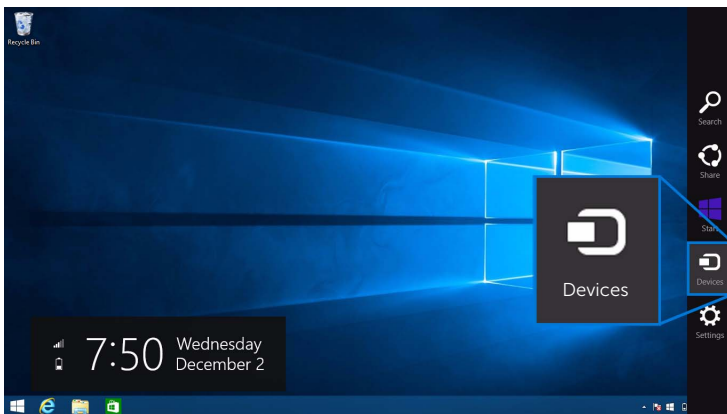 Recycle Bin
Search
Share
Start
Devices
Devices
Settings
7:50
Wednesday
December 2